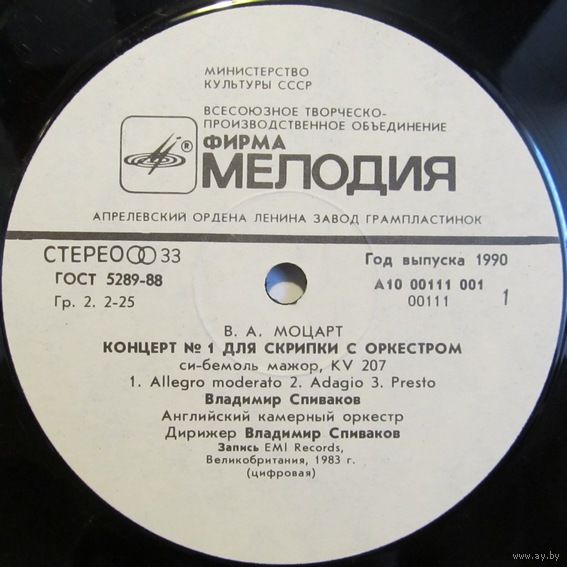 МИНИСТЕРСТВО
КУЛЬТУРЫ СССР
ВСЕСОЮЗНОЕ ТВОРЧЕСКО-
ПРОИЗВОДСТВЕННОЕ ОБЪЕДИНЕНИЕ
® ФИРМА
МЕЛОДИЯ
АПРЕЛЕВСКИЙ ОРДЕНА ЛЕНИНА ЗАВОД ГРАМПЛАСТИНОК
СТЕРЕО 33
ГОСТ 5289-88
Гр. 2. 2-25
Год выпуска 1990
А10 00111 001
00111 1
В. А. МОЦАРТ
КОНЦЕРТ № 1 ДЛЯ СКРИПКИ С ОРКЕСТРОМ
си-бемоль мажор, KV 207
1. Allegro moderato 2. Adagio 3. Presto
Владимир Спиваков
Английский камерный оркестр
Дирижер Владимир Спиваков
Запись EMI Records,
Великобритания, 1983 г.
(цифровая)
www.ay.by